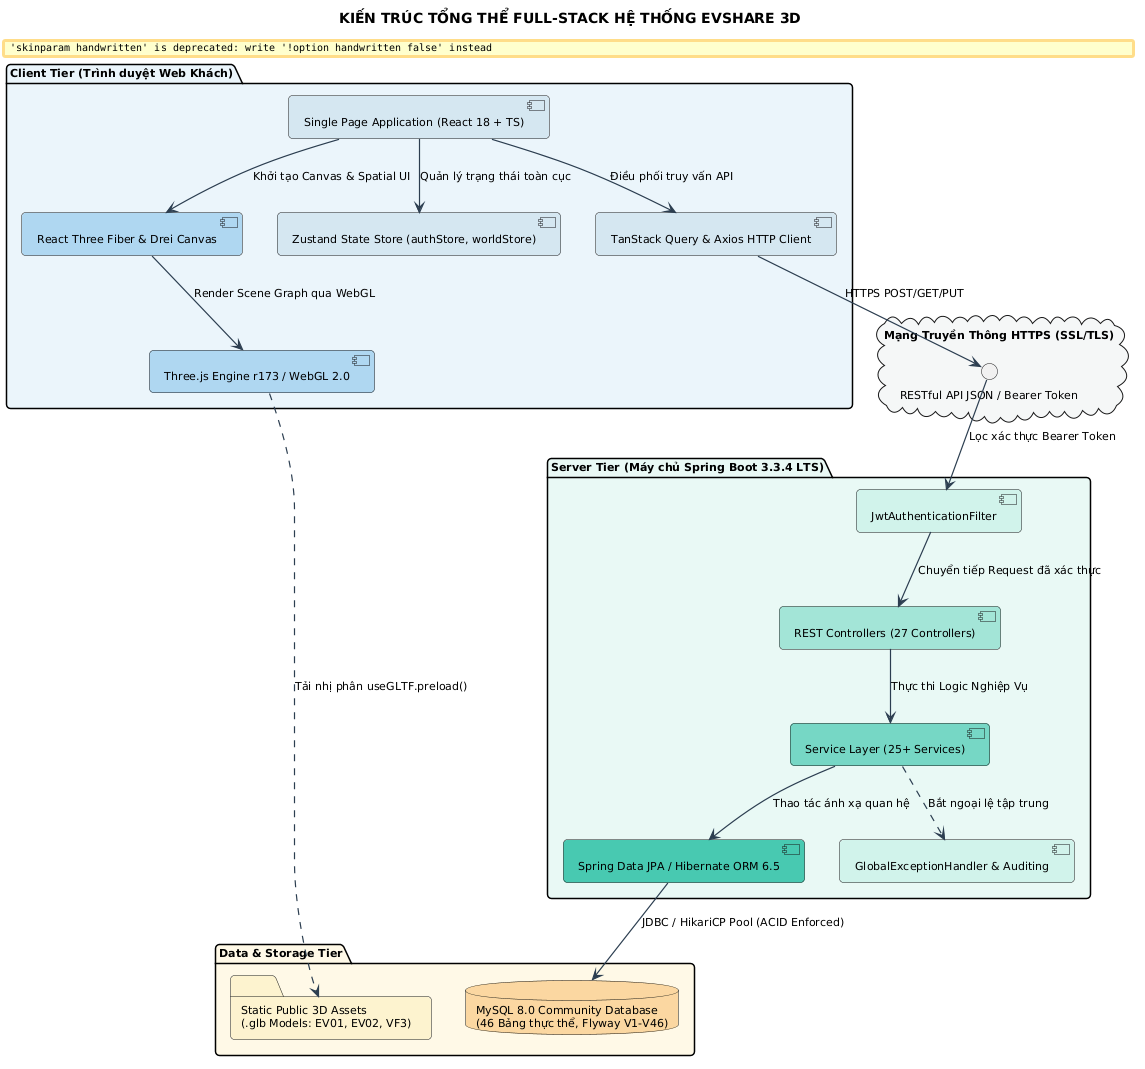 KIẾN TRÚC TỔNG THỂ FULL-STACK HỆ THỐNG EVSHARE 3D
'skinparam handwritten' is deprecated: write '!option handwritten false' instead
Client Tier (Trình duyệt Web Khách)
Single Page Application (React 18 + TS)
Khởi tạo Canvas & Spatial UI
Quản lý trạng thái toàn cục
Điều phối truy vấn API
React Three Fiber & Drei Canvas
Zustand State Store (authStore, worldStore)
TanStack Query & Axios HTTP Client
Render Scene Graph qua WebGL
HTTPS POST/GET/PUT
Mạng Truyền Thông HTTPS (SSL/TLS)
Three.js Engine r173 / WebGL 2.0
RESTful API JSON / Bearer Token
Lọc xác thực Bearer Token
Server Tier (Máy chủ Spring Boot 3.3.4 LTS)
JwtAuthenticationFilter
Chuyển tiếp Request đã xác thực
REST Controllers (27 Controllers)
Tải nhị phân useGLTF.preload()
Thực thi Logic Nghiệp Vụ
Service Layer (25+ Services)
Thao tác ánh xạ quan hệ
Bắt ngoại lệ tập trung
Spring Data JPA / Hibernate ORM 6.5
GlobalExceptionHandler & Auditing
JDBC / HikariCP Pool (ACID Enforced)
Data & Storage Tier
Static Public 3D Assets
(.glb Models: EV01, EV02, VF3)
MySQL 8.0 Community Database
(46 Bảng thực thể, Flyway V1-V46)